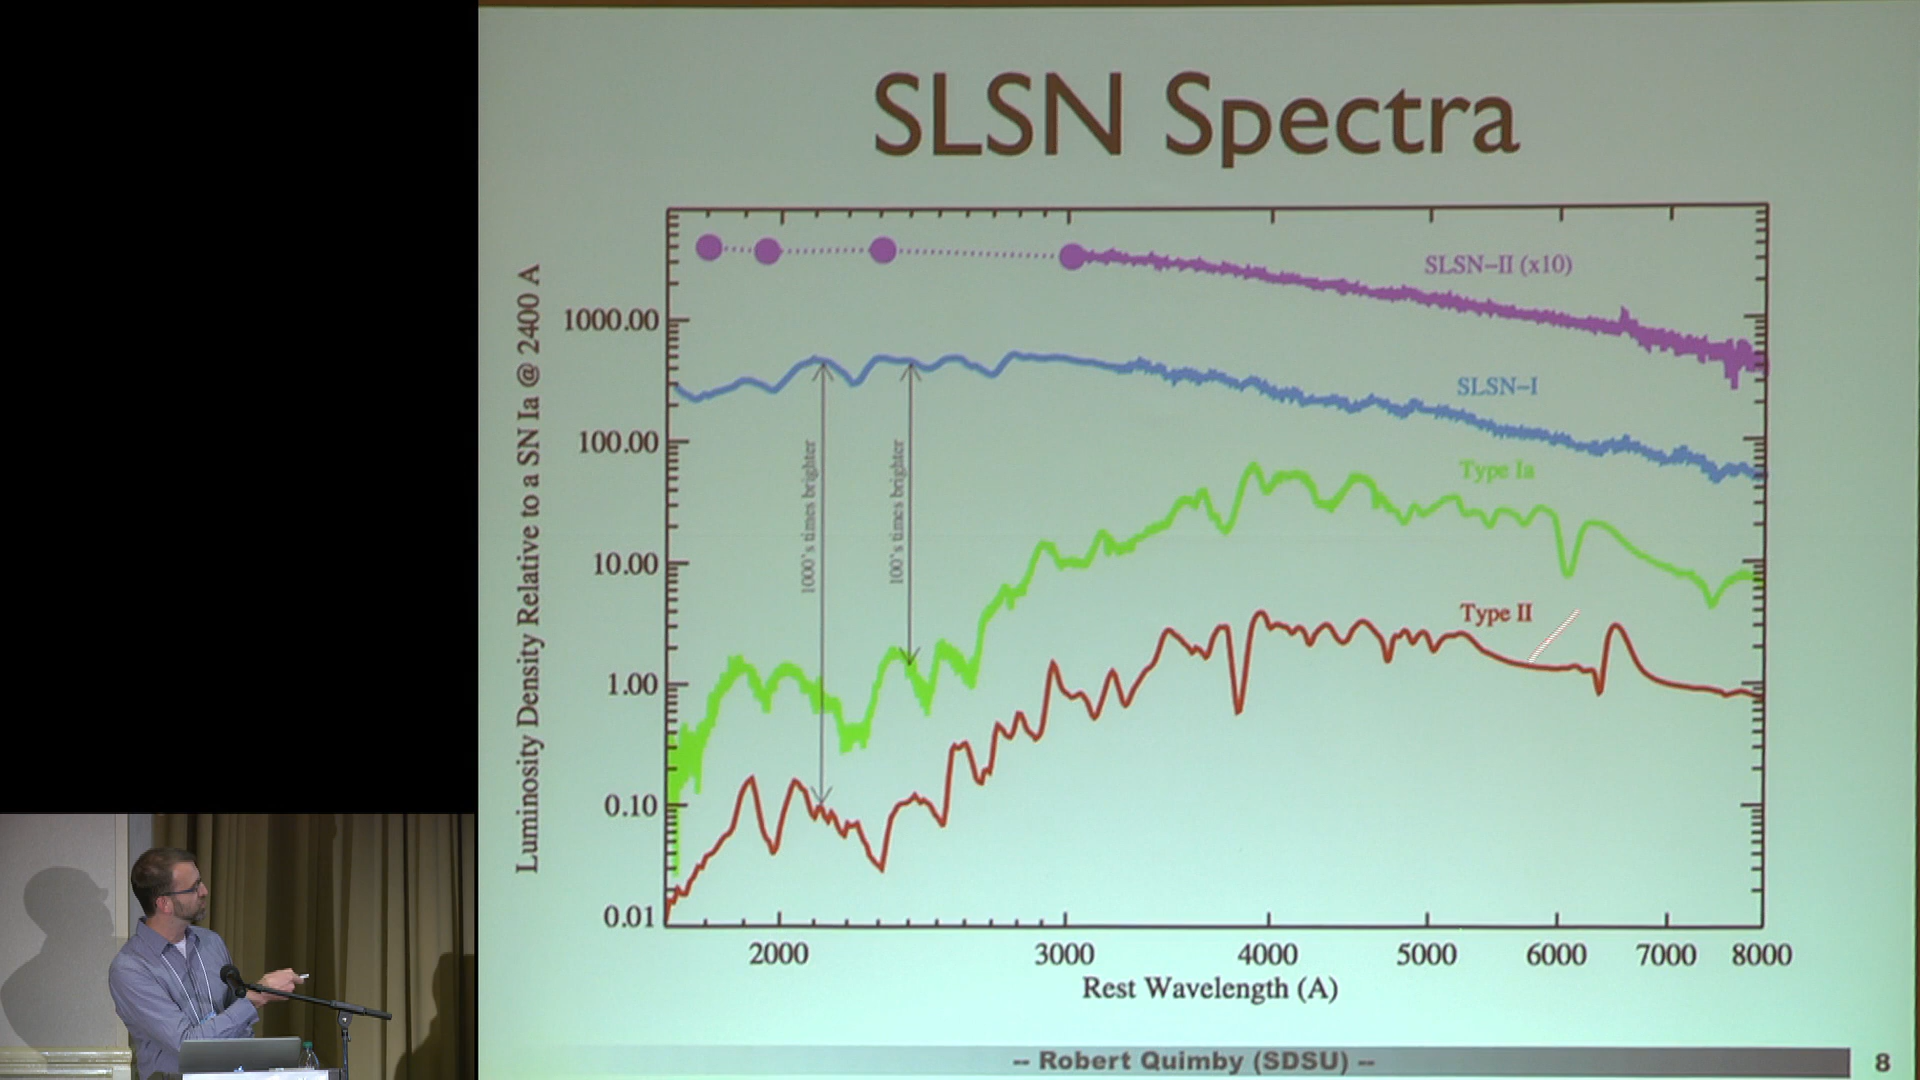 SLSN Spectra
Luminosity Density Relative to a SN Ia @ 2400 A
1000.00
100.00
10.00
1.00
0.10
0.01
SLSN–II (x10)
SLSN–I
Type Ia
Type II
1000's times brighter
100's times brighter
2000 3000 4000 5000 6000 7000 8000
Rest Wavelength (A)
-- Robert Quimby (SDSU) --
8